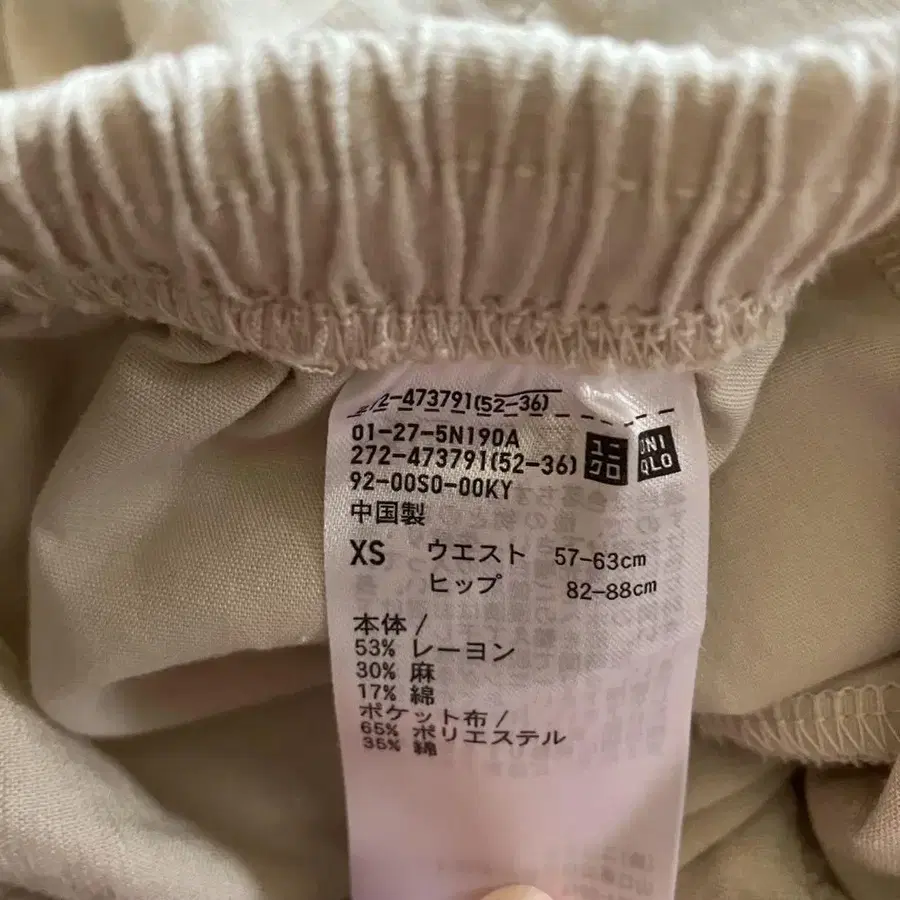 72-473791(52-36)
01-27-5N190A
272-473791(52-36)
ユニクロ
UNIQLO
92-00S0-00KY
中国製
XS ウエスト 57-63cm
ヒップ 82-88cm
本体/
53% レーヨン
30% 麻
17% 綿
ポケット布/
65% ポリエステル
35% 綿